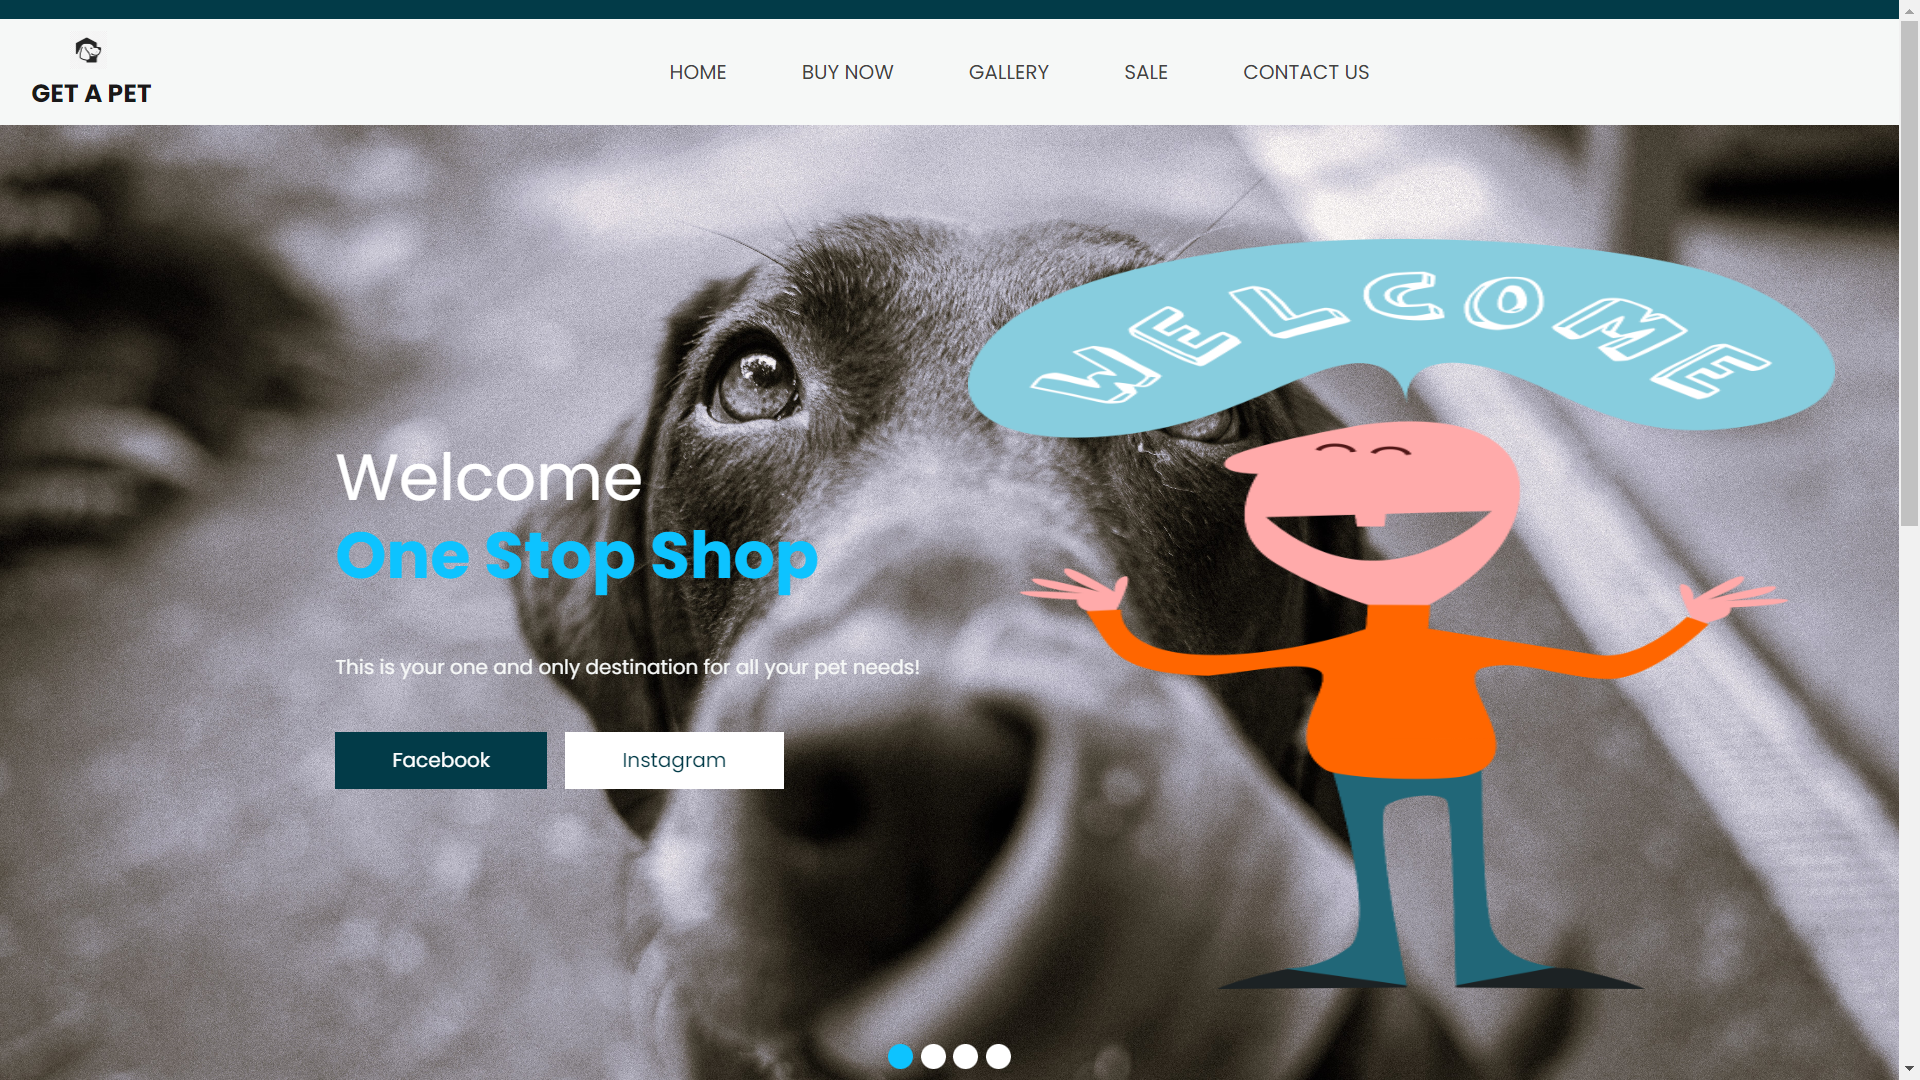 GET A PET
HOME
BUY NOW
GALLERY
SALE
CONTACT US
WELCOME
Welcome
One Stop Shop
This is your one and only destination for all your pet needs!
Facebook
Instagram